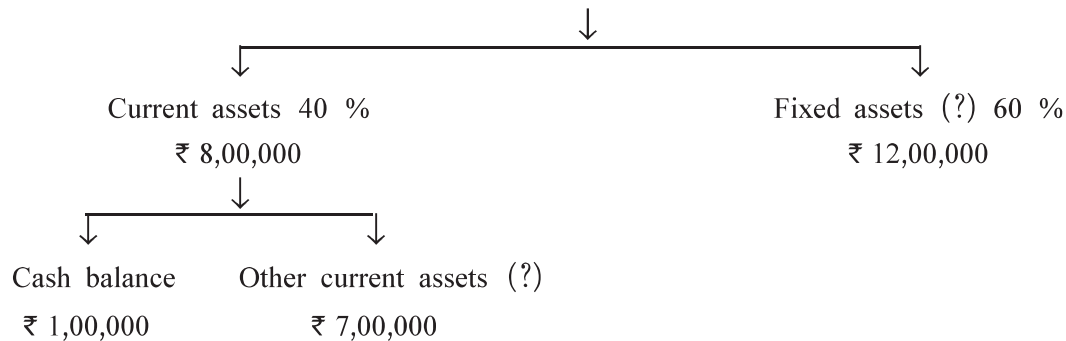 Current assets 40 %
Fixed assets (?) 60 %
₹ 8,00,000
₹ 12,00,000
Cash balance
Other current assets (?)
₹ 1,00,000
₹ 7,00,000